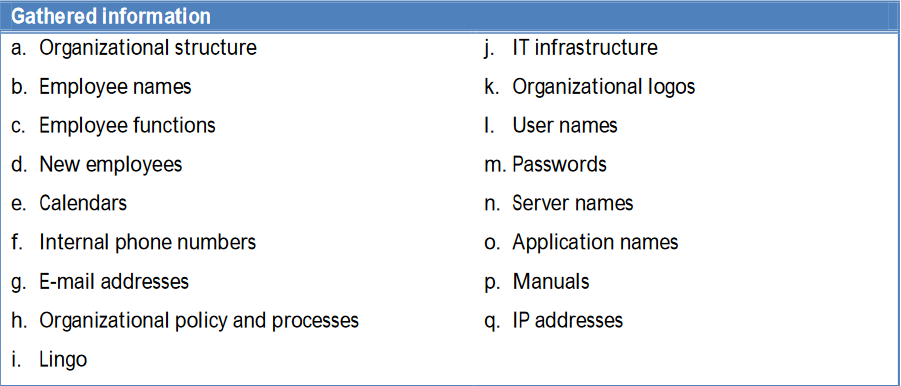 Gathered information
a. Organizational structure
b. Employee names
c. Employee functions
d. New employees
e. Calendars
f. Internal phone numbers
g. E-mail addresses
h. Organizational policy and processes
i. Lingo
j. IT infrastructure
k. Organizational logos
l. User names
m. Passwords
n. Server names
o. Application names
p. Manuals
q. IP addresses